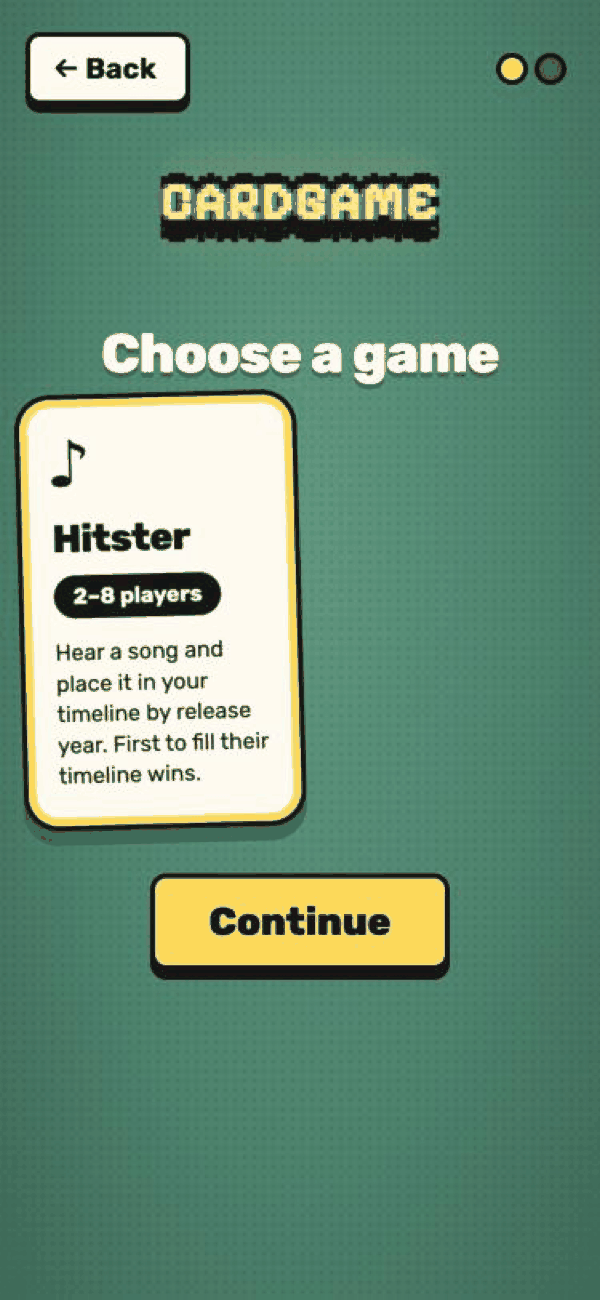 ← Back
CARDGAME
Choose a game
Hitster
2–8 players
Hear a song and
place it in your
timeline by release
year. First to fill their
timeline wins.
Continue